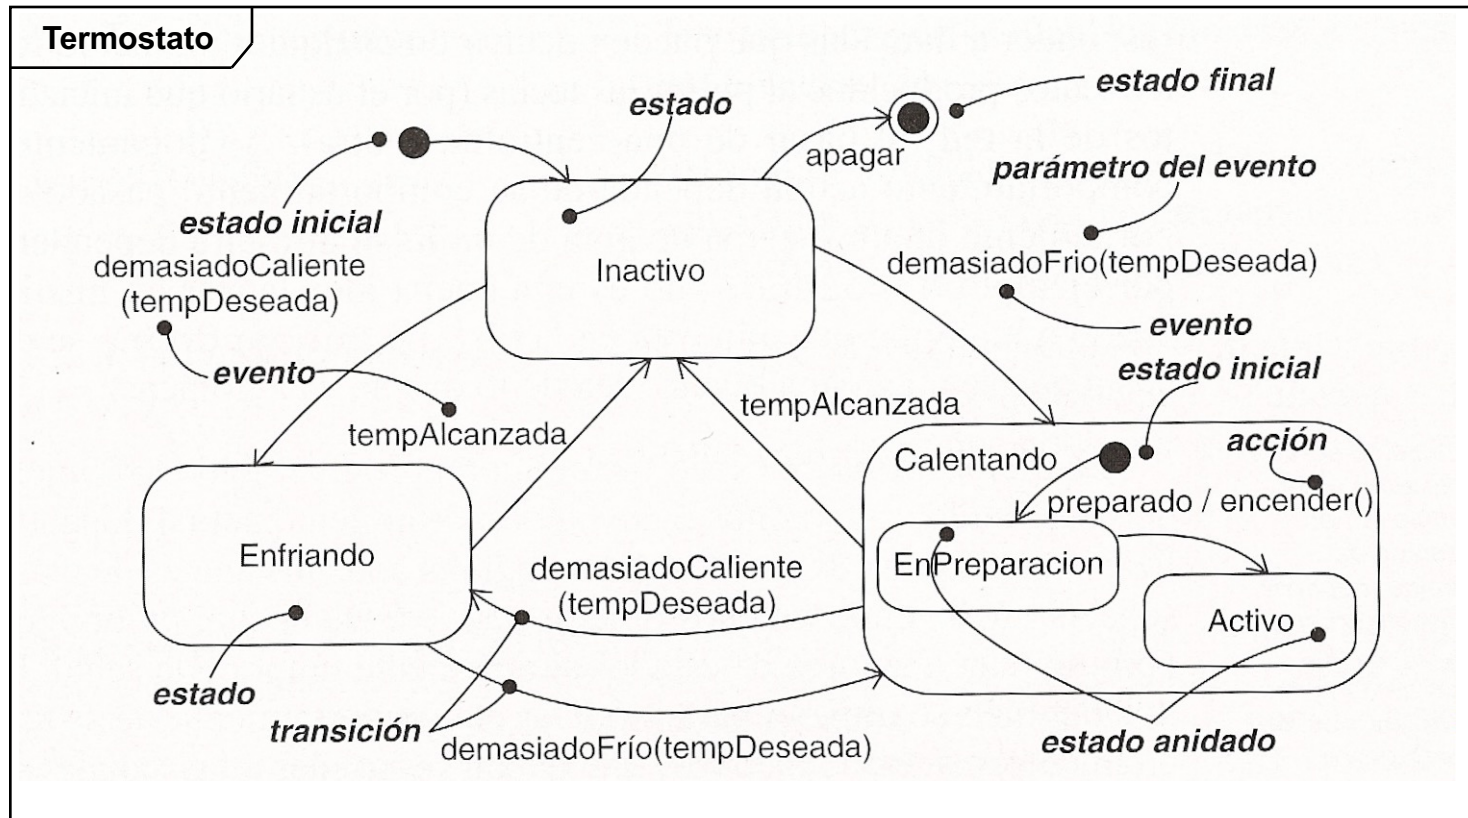 Termostato
estado final
estado
apagar
parámetro del evento
estado inicial
demasiadoCaliente
(tempDeseada)
Inactivo
demasiadoFrio(tempDeseada)
evento
evento
estado inicial
tempAlcanzada
tempAlcanzada
acción
Calentando
preparado / encender()
Enfriando
demasiadoCaliente
(tempDeseada)
EnPreparacion
Activo
estado
transición
demasiadoFrío(tempDeseada)
estado anidado